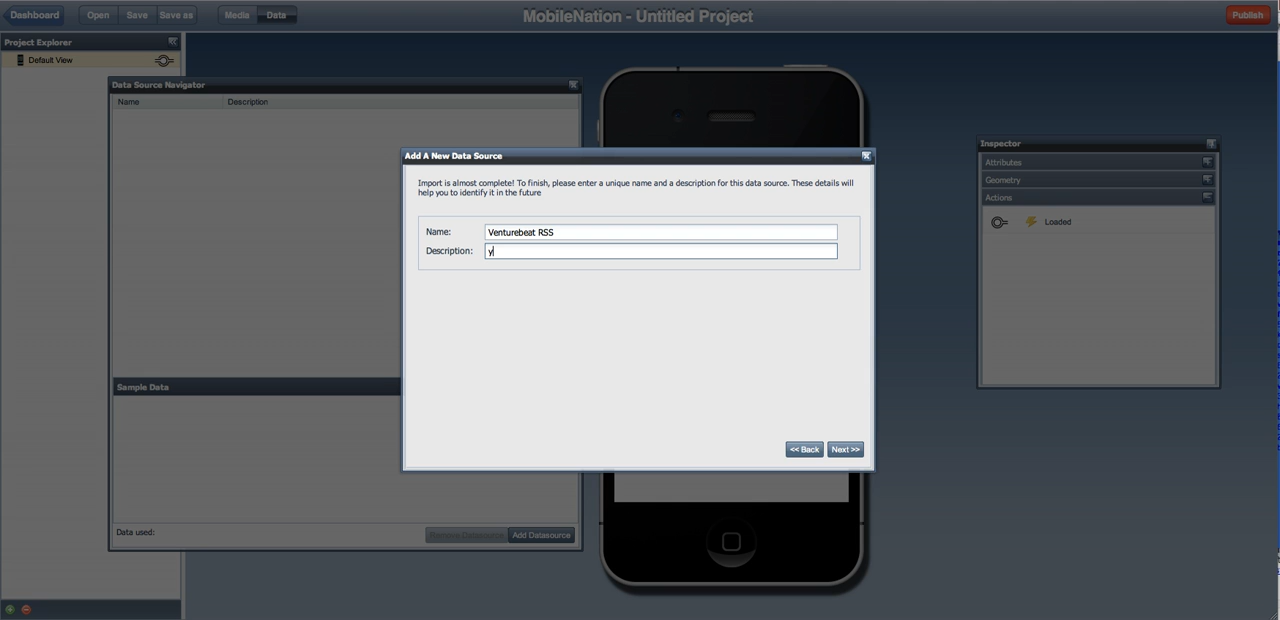 Dashboard Open Save Save as Media Data MobileNation - Untitled Project Publish
Project Explorer
Default View
Data Source Navigator
Name Description
Add A New Data Source
Import is almost complete! To finish, please enter a unique name and a description for this data source. These details will
help you to identify it in the future
Name: Venturebeat RSS
Description: y
<< Back Next >>
Sample Data
Data used:
Remove Datasource Add Datasource
Inspector
Attributes
Geometry
Actions
Loaded